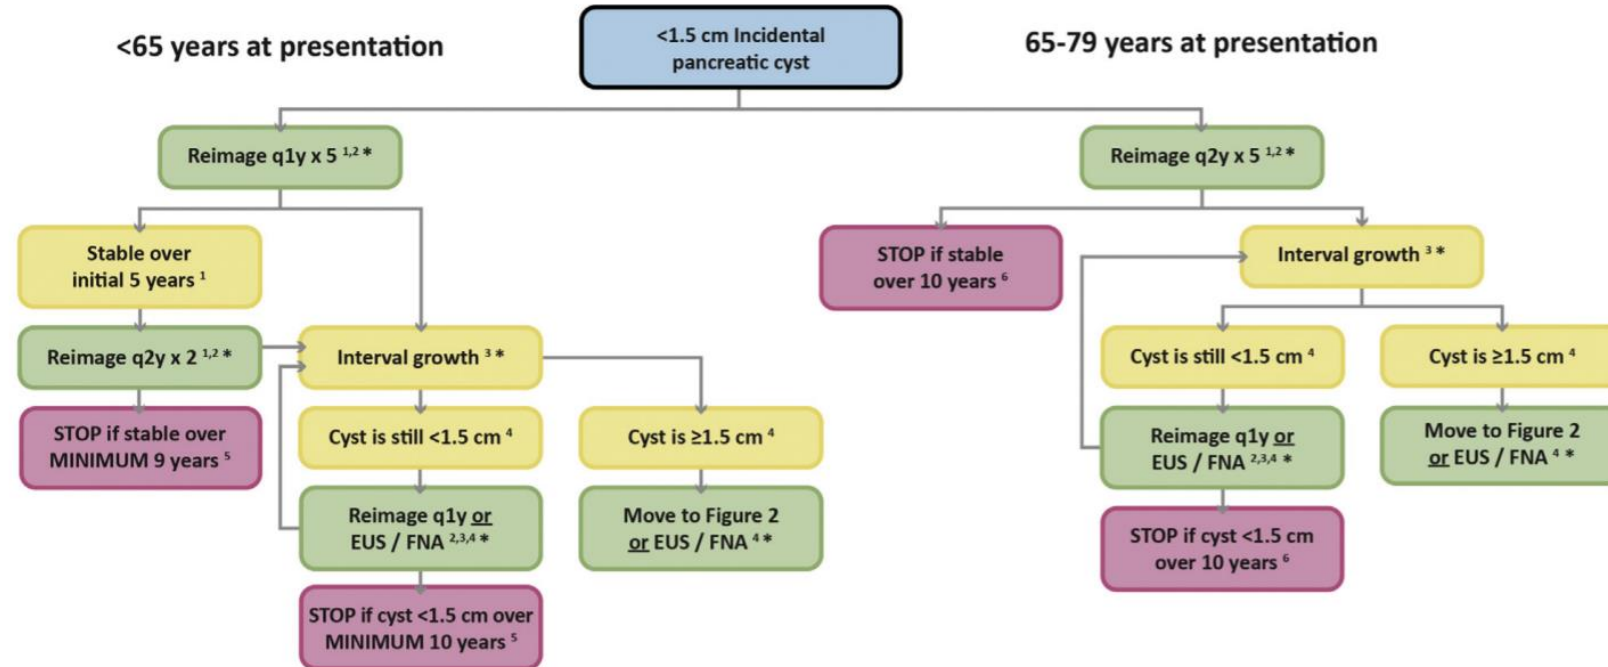 <65 years at presentation
<1.5 cm Incidental
pancreatic cyst
65-79 years at presentation
Reimage q1y x 5 1,2 *
Reimage q2y x 5 1,2 *
Stable over
initial 5 years 1
STOP if stable
over 10 years 6
Interval growth 3 *
Reimage q2y x 2 1,2 *
Interval growth 3 *
Cyst is still <1.5 cm 4
Cyst is ≥1.5 cm 4
STOP if stable over
MINIMUM 9 years 5
Cyst is still <1.5 cm 4
Cyst is ≥1.5 cm 4
Reimage q1y or
EUS / FNA 2,3,4 *
Move to Figure 2
or EUS / FNA 4 *
Reimage q1y or
EUS / FNA 2,3,4 *
Move to Figure 2
or EUS / FNA 4 *
STOP if cyst <1.5 cm
over 10 years 6
STOP if cyst <1.5 cm over
MINIMUM 10 years 5